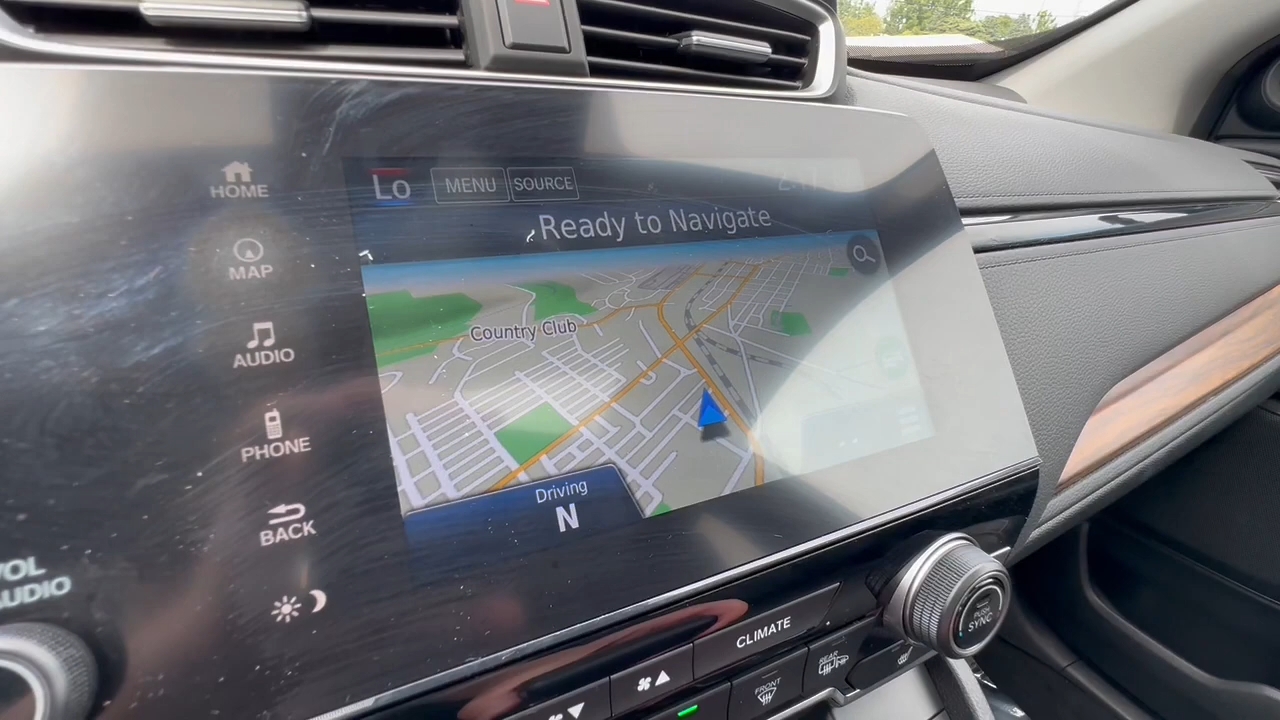 Lo MENU SOURCE
Ready to Navigate
HOME
MAP
AUDIO
PHONE
BACK
Country Club
Driving
N
VOL
AUDIO
CLIMATE
PUSH
SYNC
REAR
FRONT